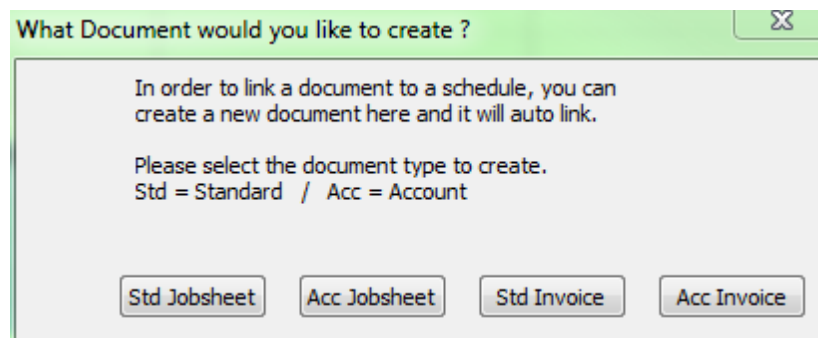 What Document would you like to create ?
In order to link a document to a schedule, you can
create a new document here and it will auto link.
Please select the document type to create.
Std = Standard / Acc = Account
Std Jobsheet Acc Jobsheet Std Invoice Acc Invoice